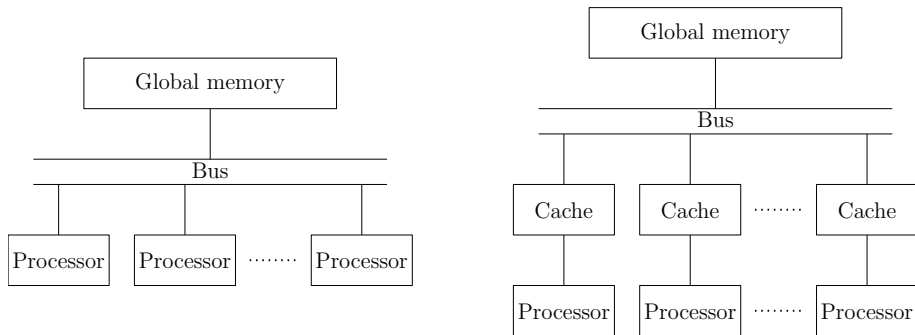 Global memory
Bus
Processor Processor ........ Processor
Global memory
Bus
Cache Cache ........ Cache
Processor Processor ........ Processor